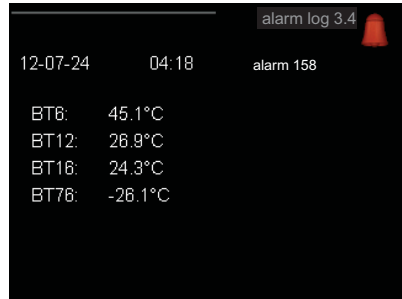 alarm log 3.4
12-07-24 04:18 alarm 158
BT6: 45.1°C
BT12: 26.9°C
BT16: 24.3°C
BT76: -26.1°C